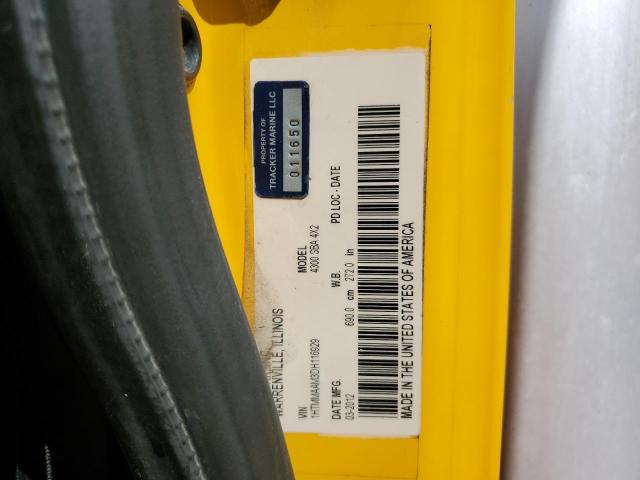 WARRENVILLE, ILLINOIS
VIN
1HTMMAAM3DH116929
MODEL
4300 SBA 4X2
PROPERTY OF
TRACKER MARINE LLC
011650
DATE MFG.
03-2012
W.B.
690.0 cm 272.0 in
PD LOC - DATE
MADE IN THE UNITED STATES OF AMERICA